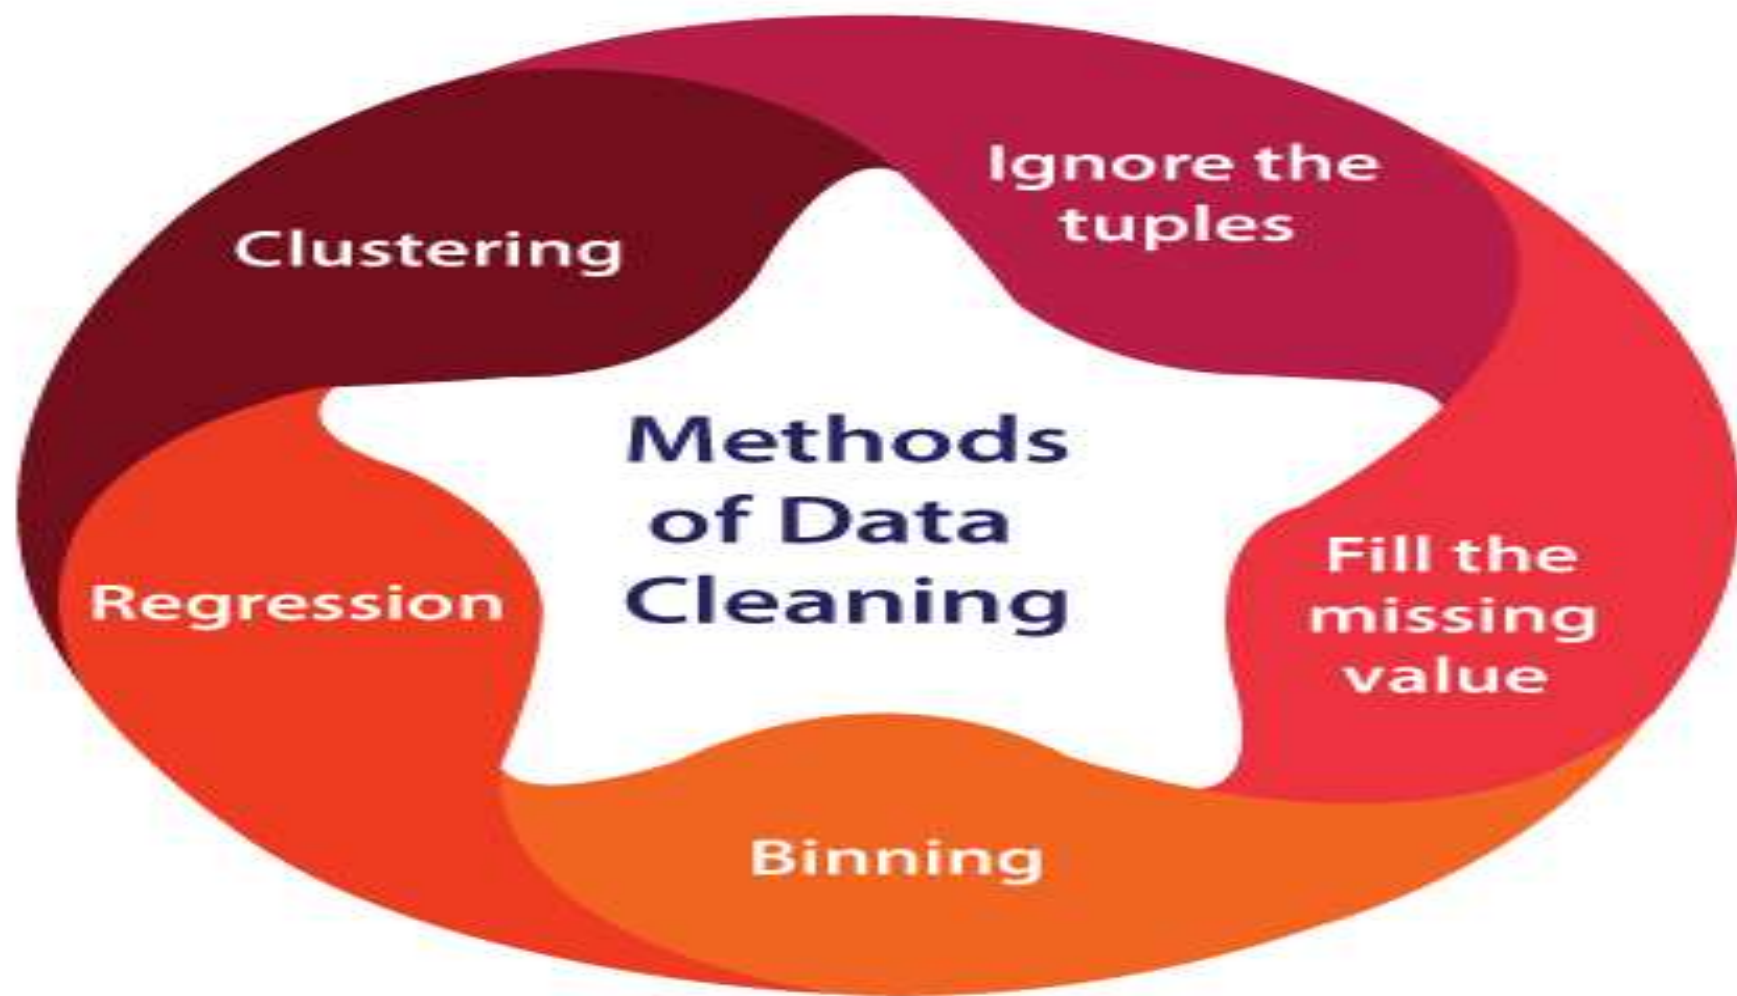 Methods
of Data
Cleaning
Ignore the
tuples
Fill the
missing
value
Binning
Regression
Clustering